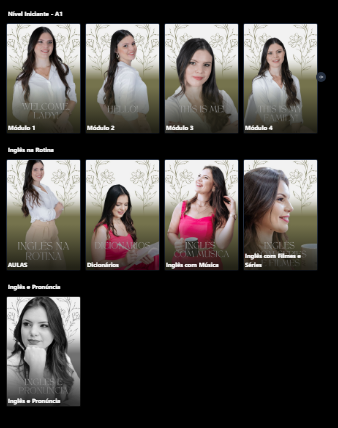 Nível Iniciante - A1
WELCOME
LADY!
Módulo 1
HELLO!
Módulo 2
THIS IS ME!
Módulo 3
THIS IS MY
FAMILY
Módulo 4
Inglês na Rotina
INGLÊS NA
ROTINA
AULAS
DICIONÁRIOS
Dicionários
INGLÊS
COM MÚSICA
Inglês com Música
INGLÊS
Inglês com Filmes e
Séries
Inglês e Pronúncia
INGLÊS E
PRONÚNCIA
Inglês e Pronúncia